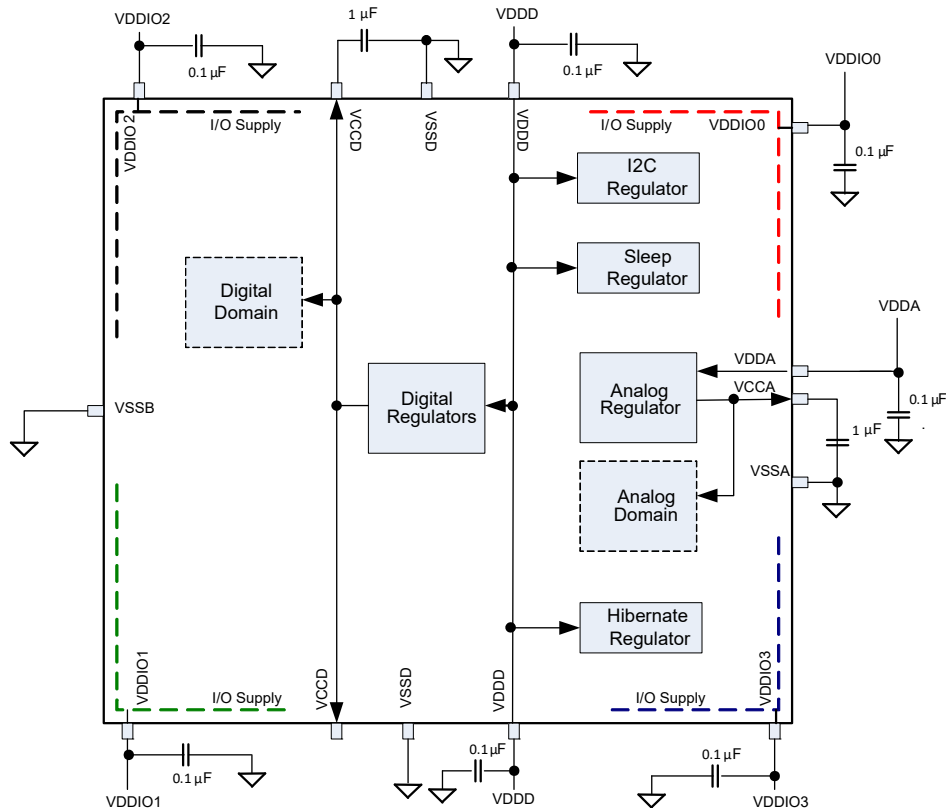 VDDIO2
1 µF
VDDD
0.1 µF
0.1 µF
VDDIO0
I/O Supply
VDDIO2
VCCD
VSSD
VDDD
I/O Supply
VDDIO0
0.1 µF
I2C
Regulator
Sleep
Regulator
Digital
Domain
VDDA
VDDA
VCCA
Analog
Regulator
Digital
Regulators
0.1 µF
.
VSSB
1 µF
VSSA
Analog
Domain
Hibernate
Regulator
VDDIO1
I/O Supply
VCCD
VSSD
VDDD
I/O Supply
VDDIO3
0.1 µF
0.1 µF
0.1 µF
VDDIO1
VDDD
VDDIO3